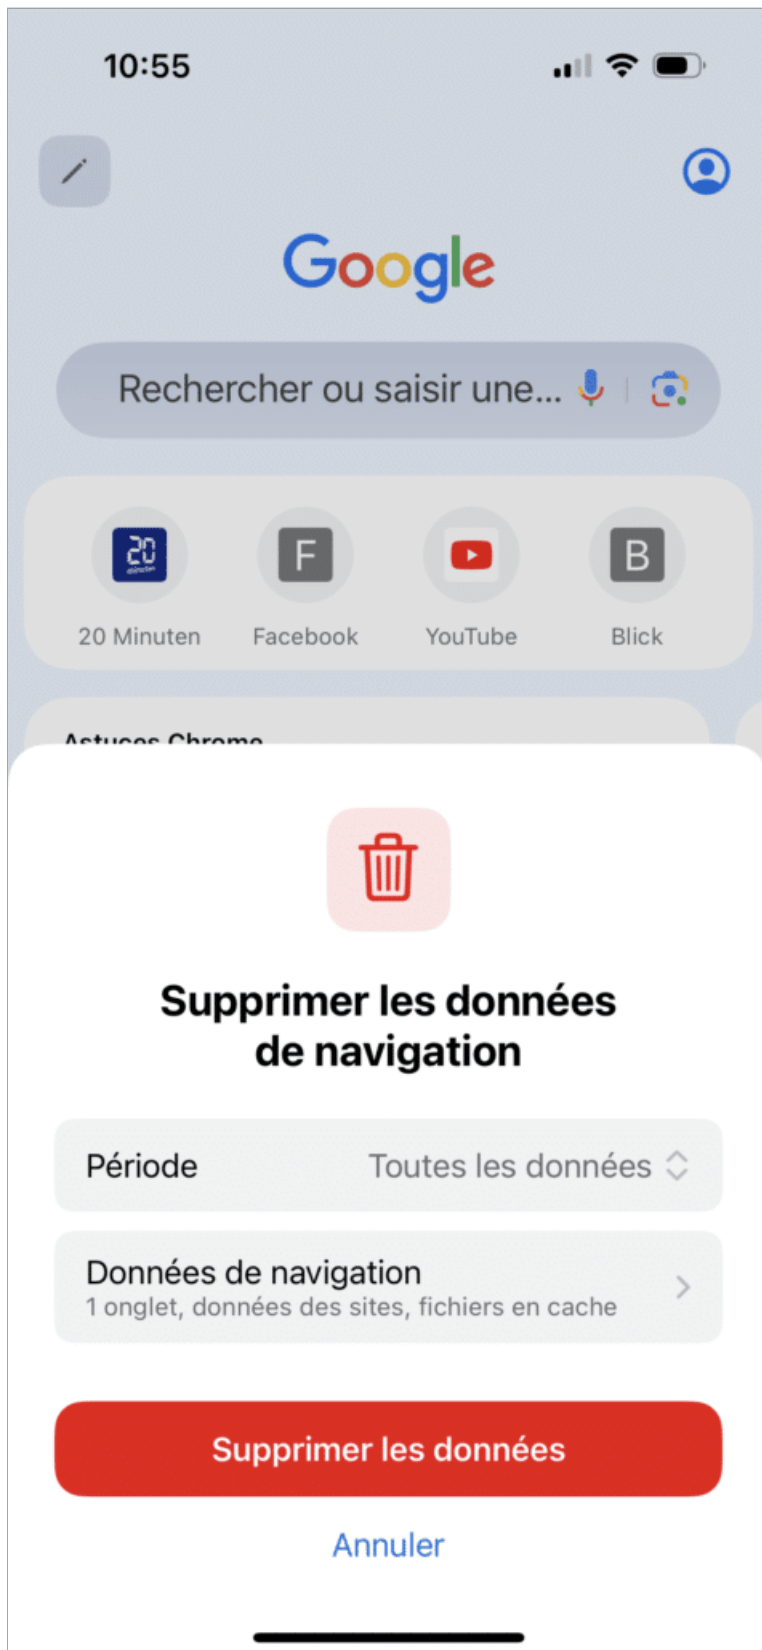 10:55
Google
Rechercher ou saisir une...
20
minuten
F
B
20 Minuten
Facebook
YouTube
Blick
Astuces Chrome
Supprimer les données
de navigation
Période
Toutes les données
Données de navigation
1 onglet, données des sites, fichiers en cache
Supprimer les données
Annuler